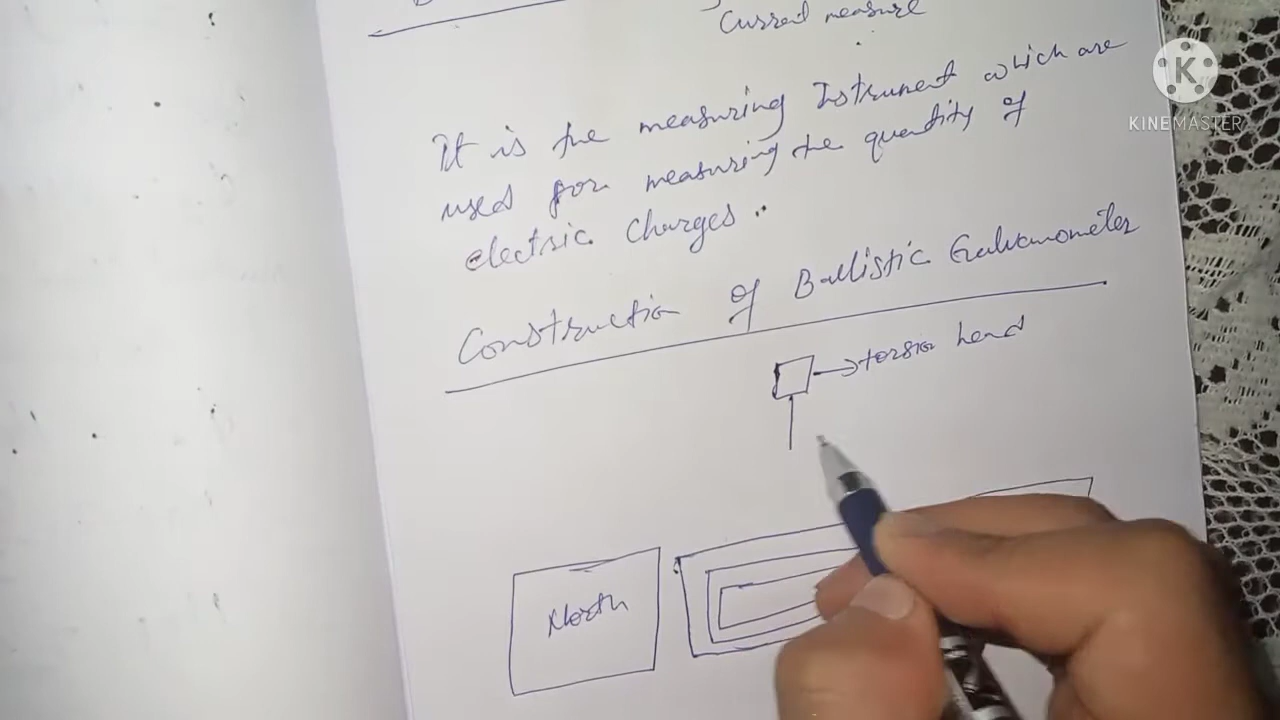 Current measure
It is the measuring Instrument which are
used for measuring the quantity of
electric charges..
Construction of Ballistic Galvanometer
torsion head
North
KINEMASTER